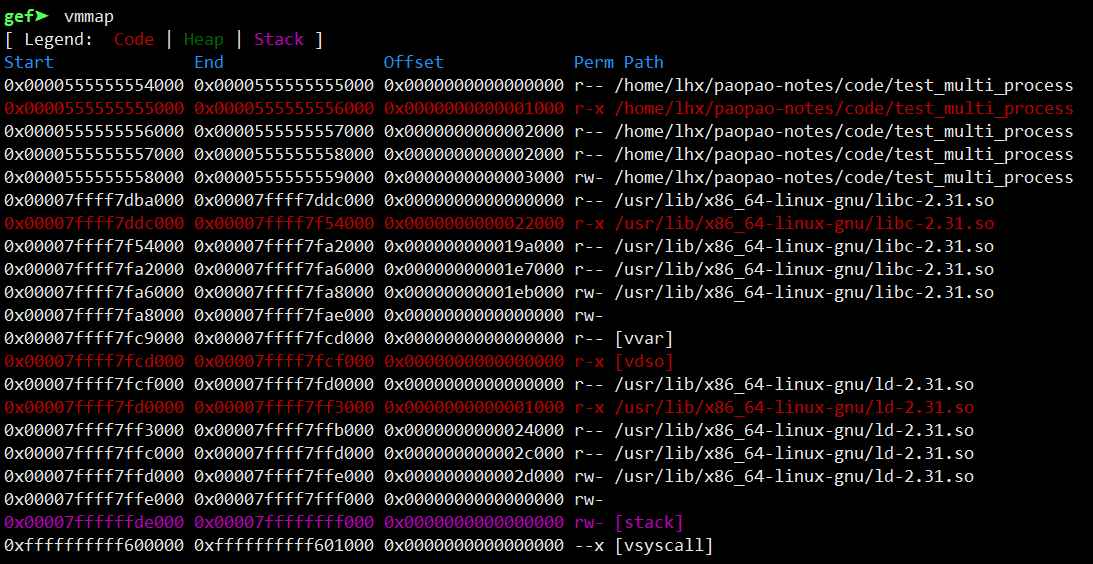 gef➤  vmmap
[ Legend:  Code | Heap | Stack ]
Start              End                Offset             Perm Path
0x0000555555554000 0x0000555555555000 0x0000000000000000 r-- /home/lhx/paopao-notes/code/test_multi_process
0x0000555555555000 0x0000555555556000 0x0000000000001000 r-x /home/lhx/paopao-notes/code/test_multi_process
0x0000555555556000 0x0000555555557000 0x0000000000002000 r-- /home/lhx/paopao-notes/code/test_multi_process
0x0000555555557000 0x0000555555558000 0x0000000000002000 r-- /home/lhx/paopao-notes/code/test_multi_process
0x0000555555558000 0x0000555555559000 0x0000000000003000 rw- /home/lhx/paopao-notes/code/test_multi_process
0x00007ffff7dba000 0x00007ffff7ddc000 0x0000000000000000 r-- /usr/lib/x86_64-linux-gnu/libc-2.31.so
0x00007ffff7ddc000 0x00007ffff7f54000 0x0000000000022000 r-x /usr/lib/x86_64-linux-gnu/libc-2.31.so
0x00007ffff7f54000 0x00007ffff7fa2000 0x000000000019a000 r-- /usr/lib/x86_64-linux-gnu/libc-2.31.so
0x00007ffff7fa2000 0x00007ffff7fa6000 0x00000000001e7000 r-- /usr/lib/x86_64-linux-gnu/libc-2.31.so
0x00007ffff7fa6000 0x00007ffff7fa8000 0x00000000001eb000 rw- /usr/lib/x86_64-linux-gnu/libc-2.31.so
0x00007ffff7fa8000 0x00007ffff7fae000 0x0000000000000000 rw-
0x00007ffff7fc9000 0x00007ffff7fcd000 0x0000000000000000 r-- [vvar]
0x00007ffff7fcd000 0x00007ffff7fcf000 0x0000000000000000 r-x [vdso]
0x00007ffff7fcf000 0x00007ffff7fd0000 0x0000000000000000 r-- /usr/lib/x86_64-linux-gnu/ld-2.31.so
0x00007ffff7fd0000 0x00007ffff7ff3000 0x0000000000001000 r-x /usr/lib/x86_64-linux-gnu/ld-2.31.so
0x00007ffff7ff3000 0x00007ffff7ffb000 0x0000000000024000 r-- /usr/lib/x86_64-linux-gnu/ld-2.31.so
0x00007ffff7ffc000 0x00007ffff7ffd000 0x000000000002c000 r-- /usr/lib/x86_64-linux-gnu/ld-2.31.so
0x00007ffff7ffd000 0x00007ffff7ffe000 0x000000000002d000 rw- /usr/lib/x86_64-linux-gnu/ld-2.31.so
0x00007ffff7ffe000 0x00007ffff7fff000 0x0000000000000000 rw-
0x00007ffffffde000 0x00007ffffffff000 0x0000000000000000 rw- [stack]
0xffffffffff600000 0xffffffffff601000 0x0000000000000000 --x [vsyscall]